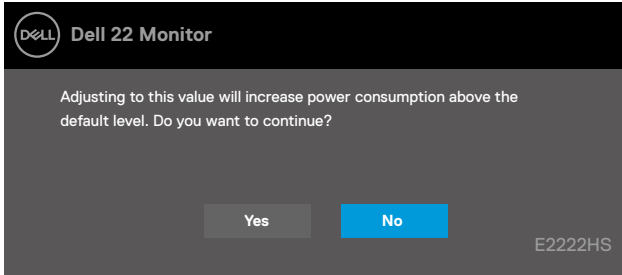 DELL Dell 22 Monitor
Adjusting to this value will increase power consumption above the
default level. Do you want to continue?
Yes No
E2222HS